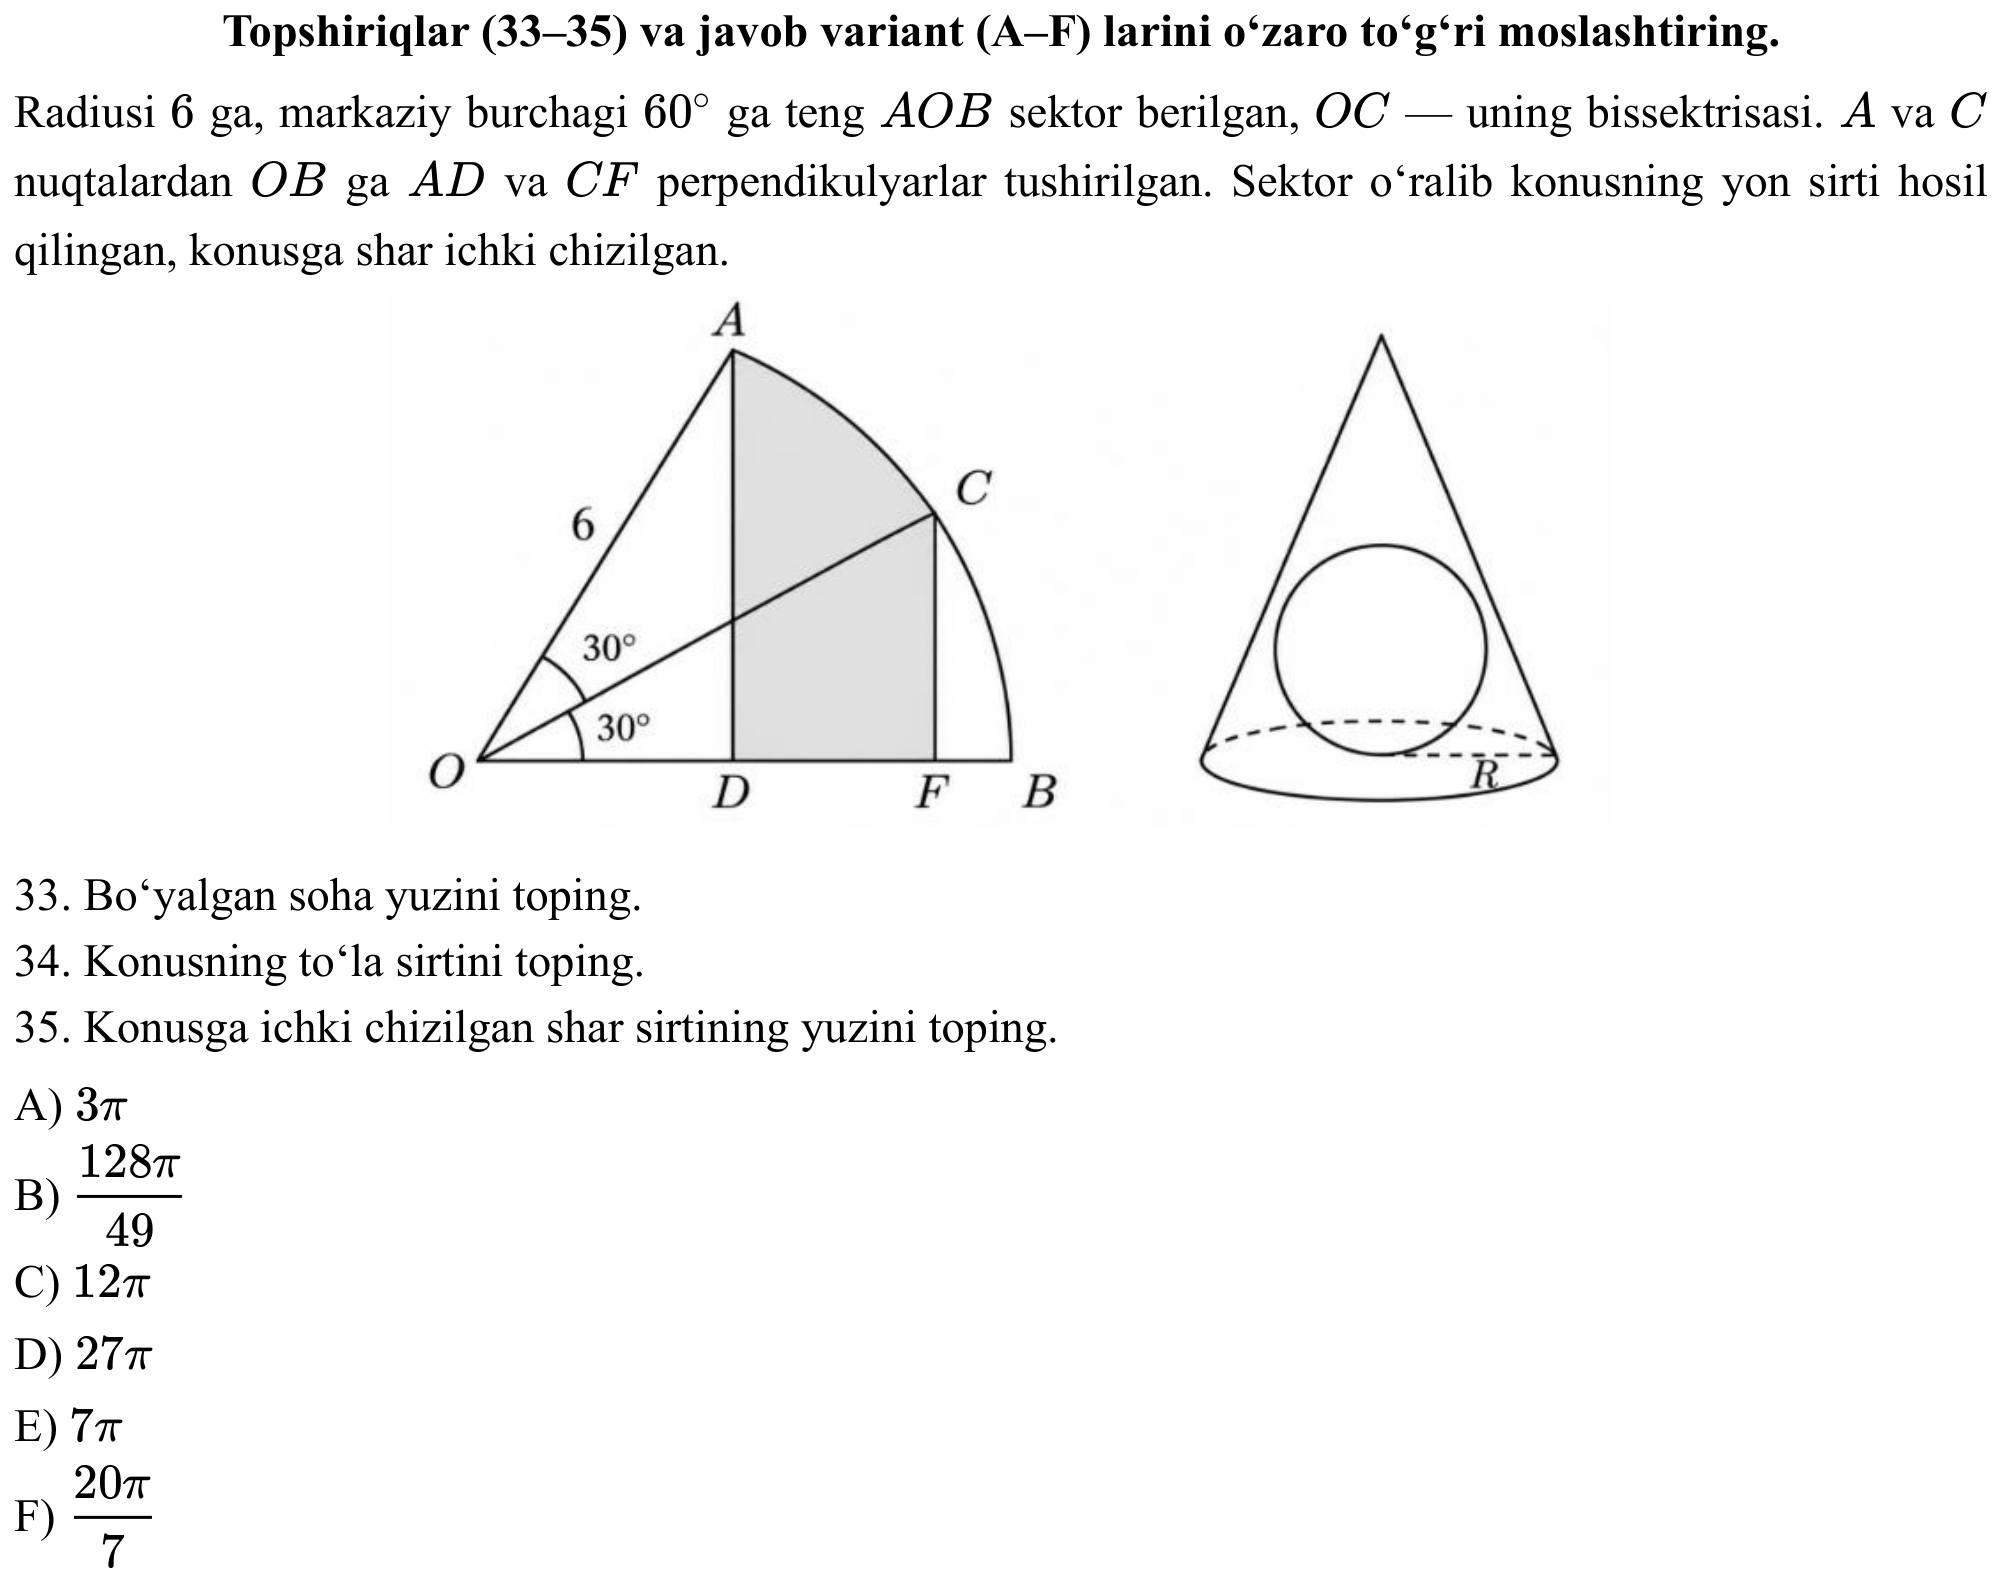 Topshiriqlar (33–35) va javob variant (A–F) larini o‘zaro to‘g‘ri moslashtiring.
Radiusi 6 ga, markaziy burchagi 60° ga teng AOB sektor berilgan, OC — uning bissektrisasi. A va C
nuqtalardan OB ga AD va CF perpendikulyarlar tushirilgan. Sektor o‘ralib konusning yon sirti hosil
qilingan, konusga shar ichki chizilgan.
A
C
6
30°
30°
O
D
F
B
R
33. Bo‘yalgan soha yuzini toping.
34. Konusning to‘la sirtini toping.
35. Konusga ichki chizilgan shar sirtining yuzini toping.
A) 3π
B) 128π/49
C) 12π
D) 27π
E) 7π
F) 20π/7